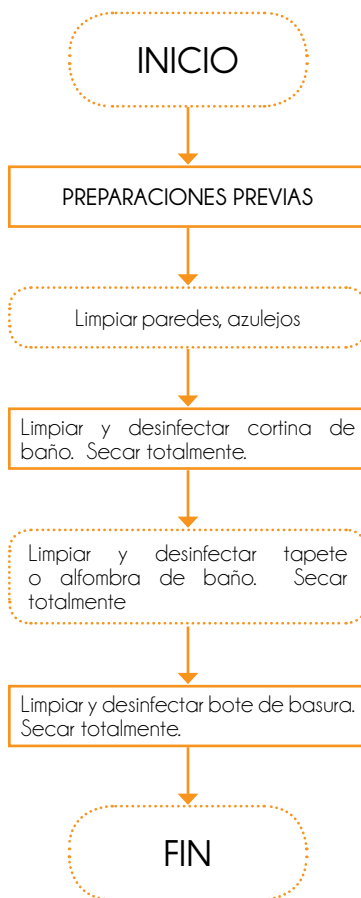 INICIO
PREPARACIONES PREVIAS
Limpiar paredes, azulejos
Limpiar y desinfectar cortina de
baño. Secar totalmente.
Limpiar y desinfectar tapete
o alfombra de baño. Secar
totalmente
Limpiar y desinfectar bote de basura.
Secar totalmente.
FIN